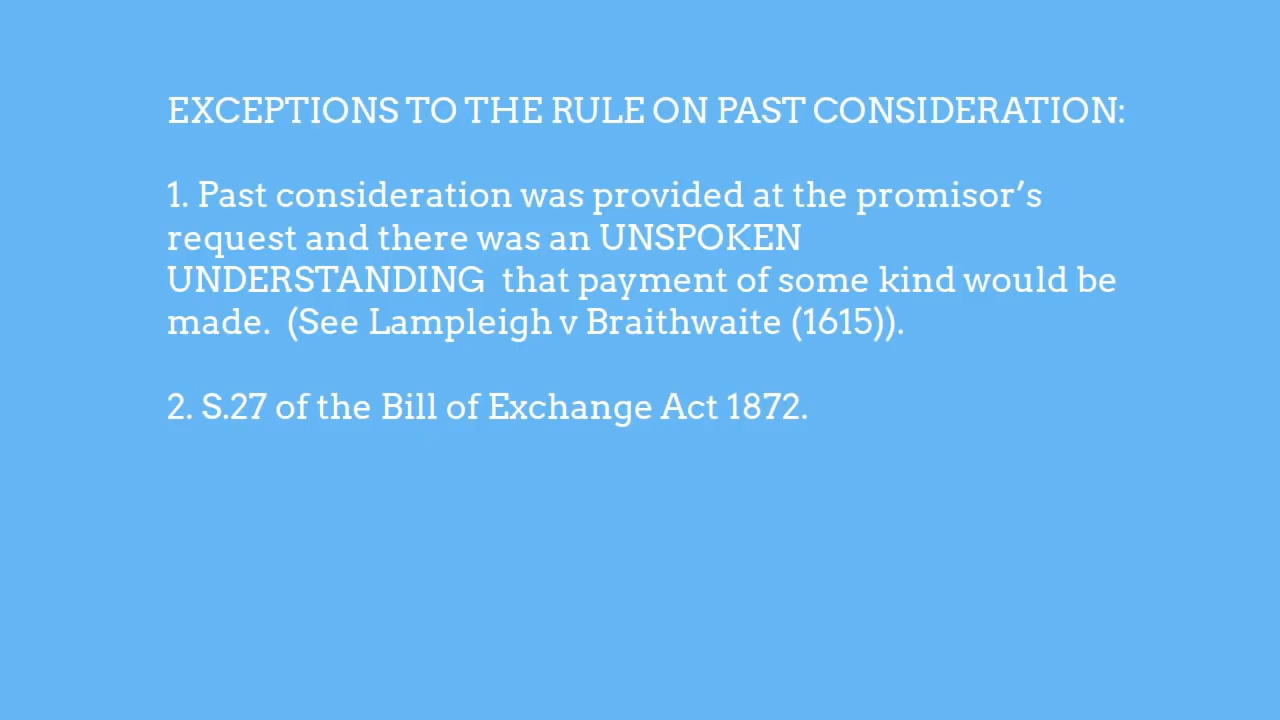 EXCEPTIONS TO THE RULE ON PAST CONSIDERATION:
1. Past consideration was provided at the promisor’s
request and there was an UNSPOKEN
UNDERSTANDING  that payment of some kind would be
made.  (See Lampleigh v Braithwaite (1615)).
2. S.27 of the Bill of Exchange Act 1872.